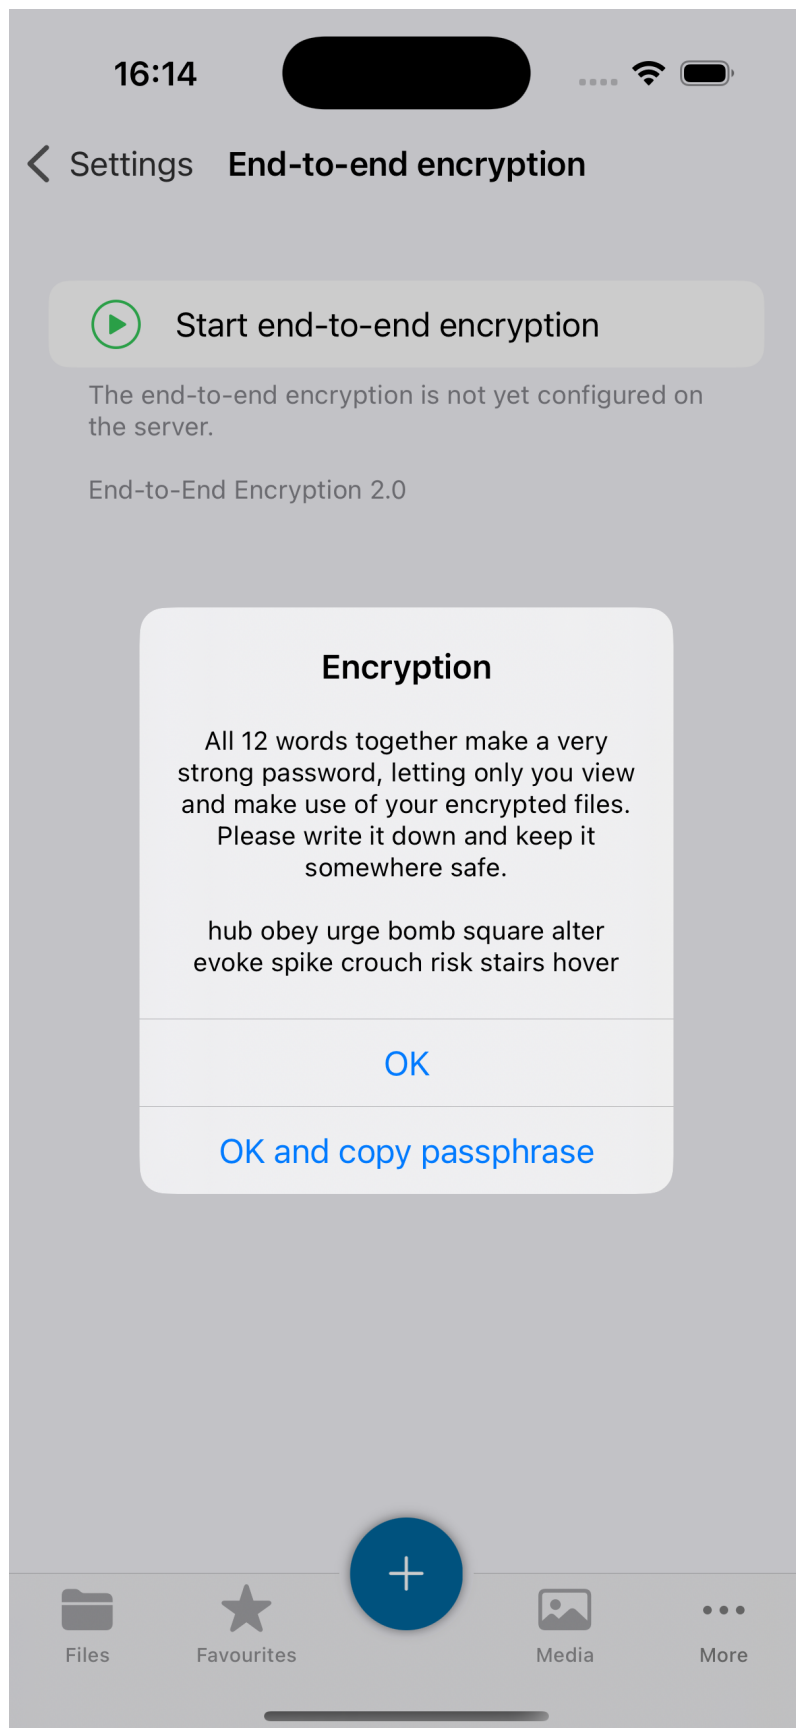 16:14
Settings End-to-end encryption
Start end-to-end encryption
The end-to-end encryption is not yet configured on
the server.
End-to-End Encryption 2.0
Encryption
All 12 words together make a very
strong password, letting only you view
and make use of your encrypted files.
Please write it down and keep it
somewhere safe.
hub obey urge bomb square alter
evoke spike crouch risk stairs hover
OK
OK and copy passphrase
Files Favourites Media More